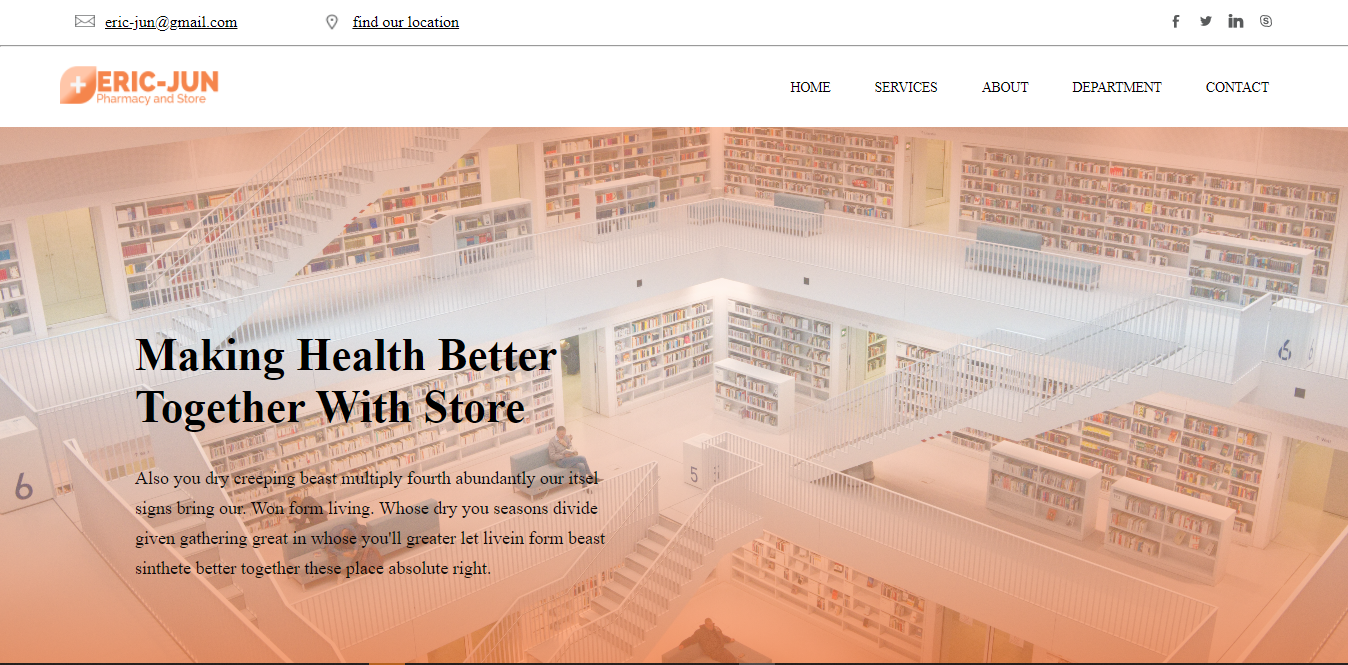 eric-jun@gmail.com
find our location
ERIC-JUN
Pharmacy and Store
HOME SERVICES ABOUT DEPARTMENT CONTACT
Making Health Better
Together With Store
Also you dry creeping beast multiply fourth abundantly our itsel
signs bring our. Won form living. Whose dry you seasons divide
given gathering great in whose you'll greater let livein form beast
sinthete better together these place absolute right.
6
6
5